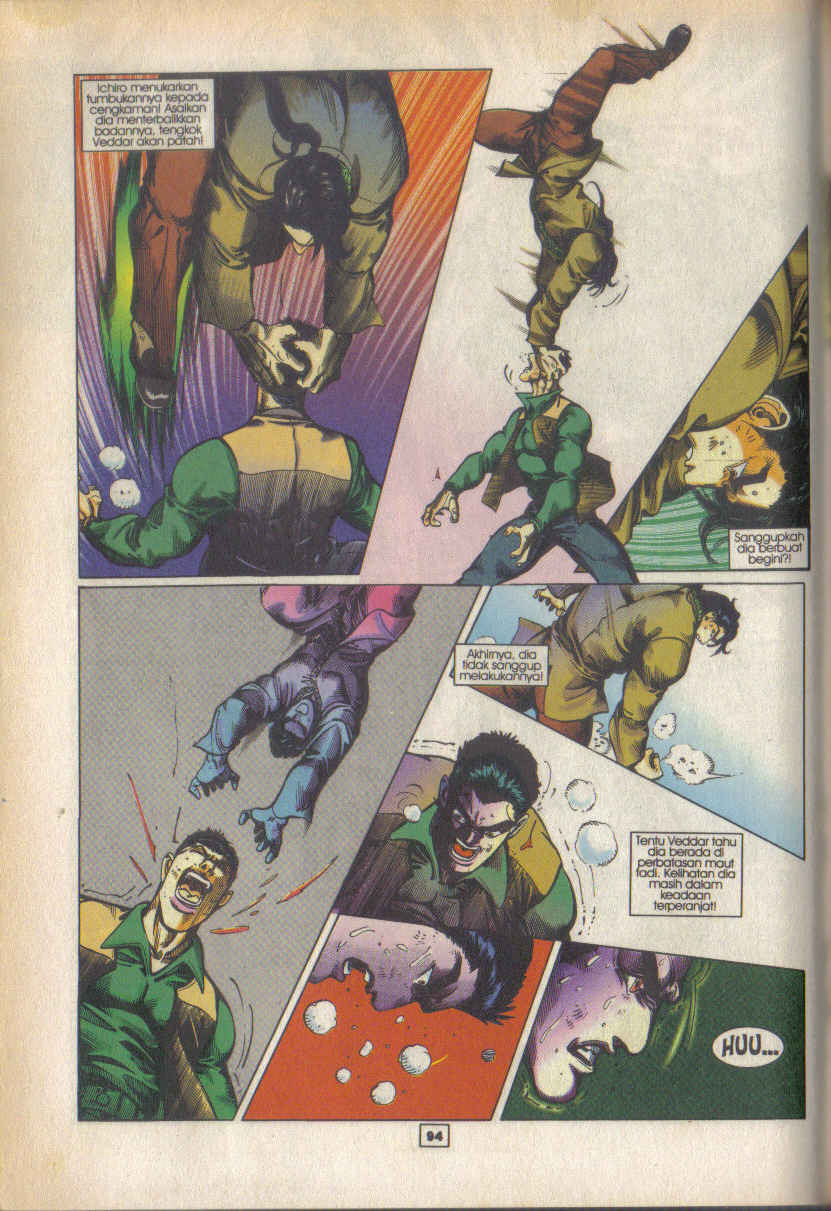 Ichiro menukarkan
tumbukannya kepada
cengkaman! Asalkan
dia menterbalikkan
badannya, tengkok
Veddar akan patah!
Sanggupkah
dia berbuat
begini?!
Akhirnya, dia
tidak sanggup
melakukannya!
Tentu Veddar tahu
dia berada di
perbatasan maut
tadi. Kelihatan dia
masih dalam
keadaan
terperanjat!
HUU...
94